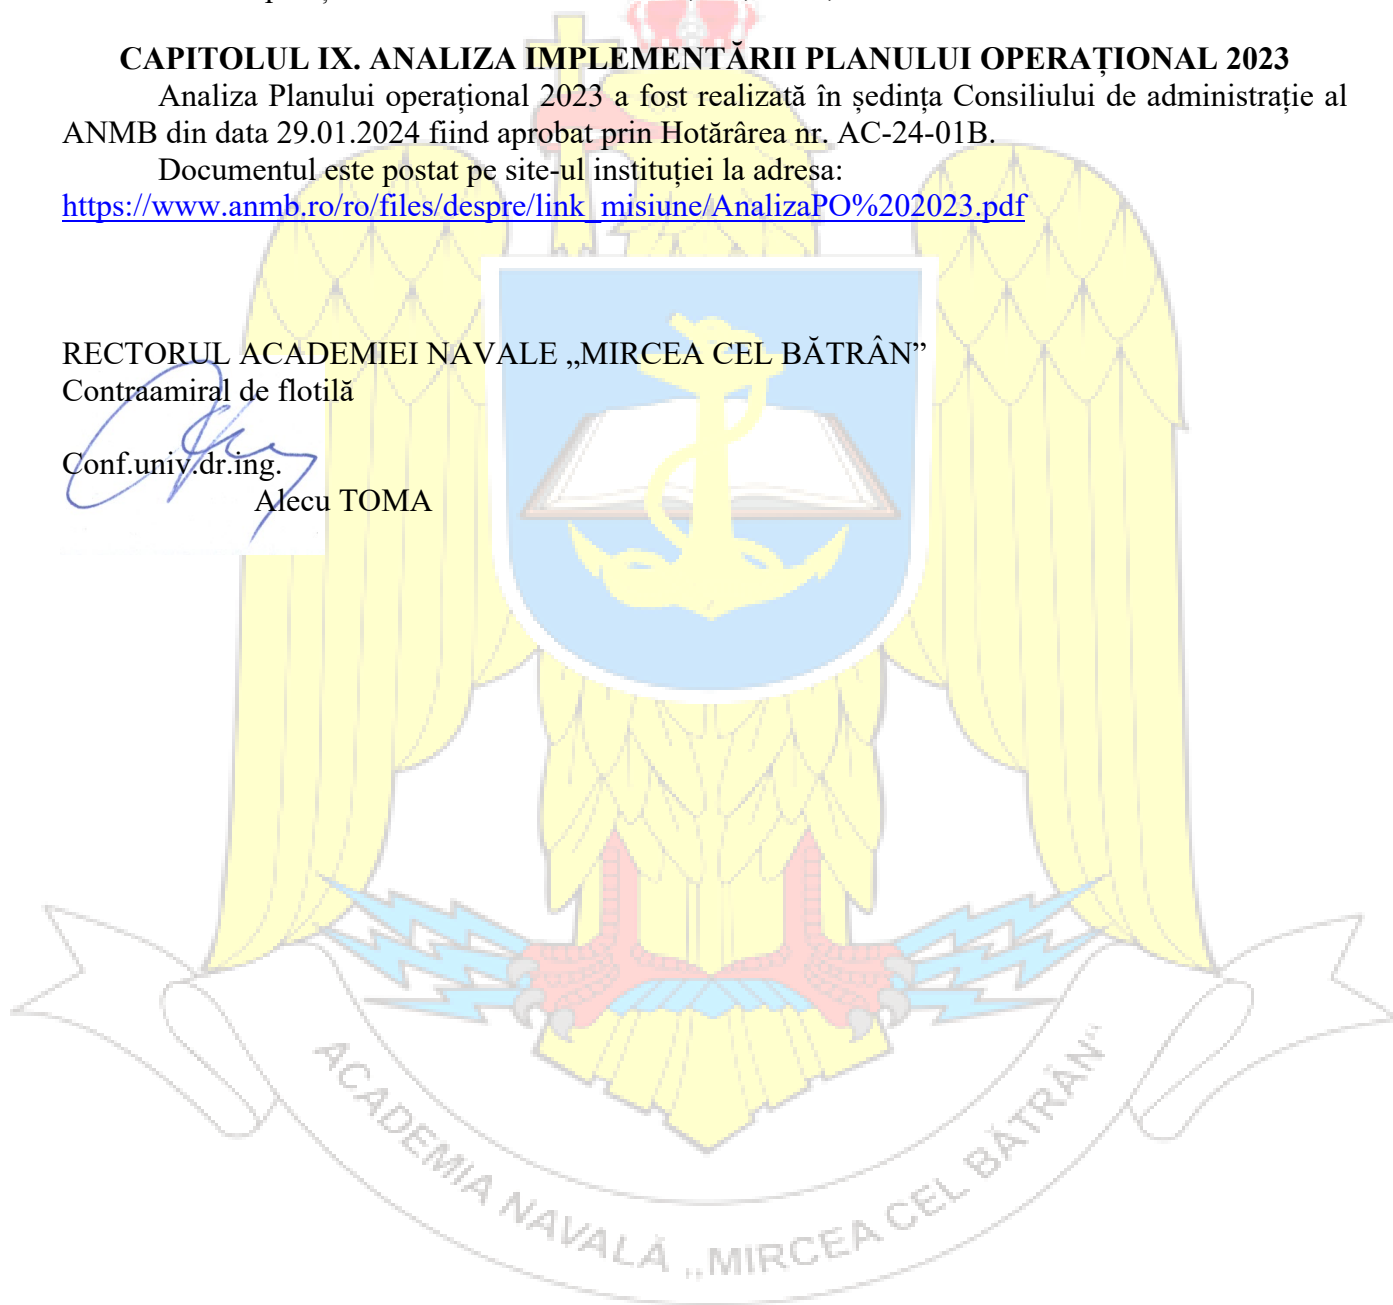 CAPITOLUL IX. ANALIZA IMPLEMENTĂRII PLANULUI OPERAȚIONAL 2023
Analiza Planului operațional 2023 a fost realizată în ședința Consiliului de administrație al
ANMB din data 29.01.2024 fiind aprobat prin Hotărârea nr. AC-24-01B.
Documentul este postat pe site-ul instituției la adresa:
https://www.anmb.ro/ro/files/despre/link_misiune/AnalizaPO%202023.pdf
RECTORUL ACADEMIEI NAVALE „MIRCEA CEL BĂTRÂN”
Contraamiral de flotilă
Conf.univ.dr.ing.
Alecu TOMA
ACADEMIA NAVALĂ „MIRCEA CEL BĂTRÂN“